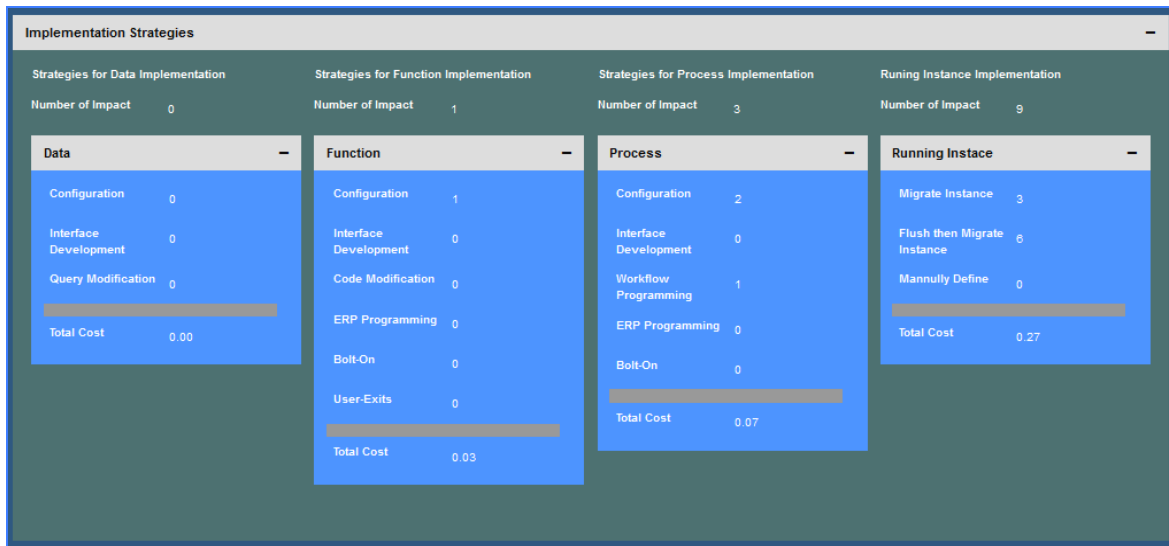 Implementation Strategies
Strategies for Data Implementation
Number of Impact 0
Data
Configuration 0
Interface
Development 0
Query Modification 0
Total Cost 0.00
Strategies for Function Implementation
Number of Impact 1
Function
Configuration 1
Interface
Development 0
Code Modification 0
ERP Programming 0
Bolt-On 0
User-Exits 0
Total Cost 0.03
Strategies for Process Implementation
Number of Impact 3
Process
Configuration 2
Interface
Development 0
Workflow
Programming 1
ERP Programming 0
Bolt-On 0
Total Cost 0.07
Runing Instance Implementation
Number of Impact 9
Running Instace
Migrate Instance 3
Flush then Migrate
Instance 6
Mannully Define 0
Total Cost 0.27